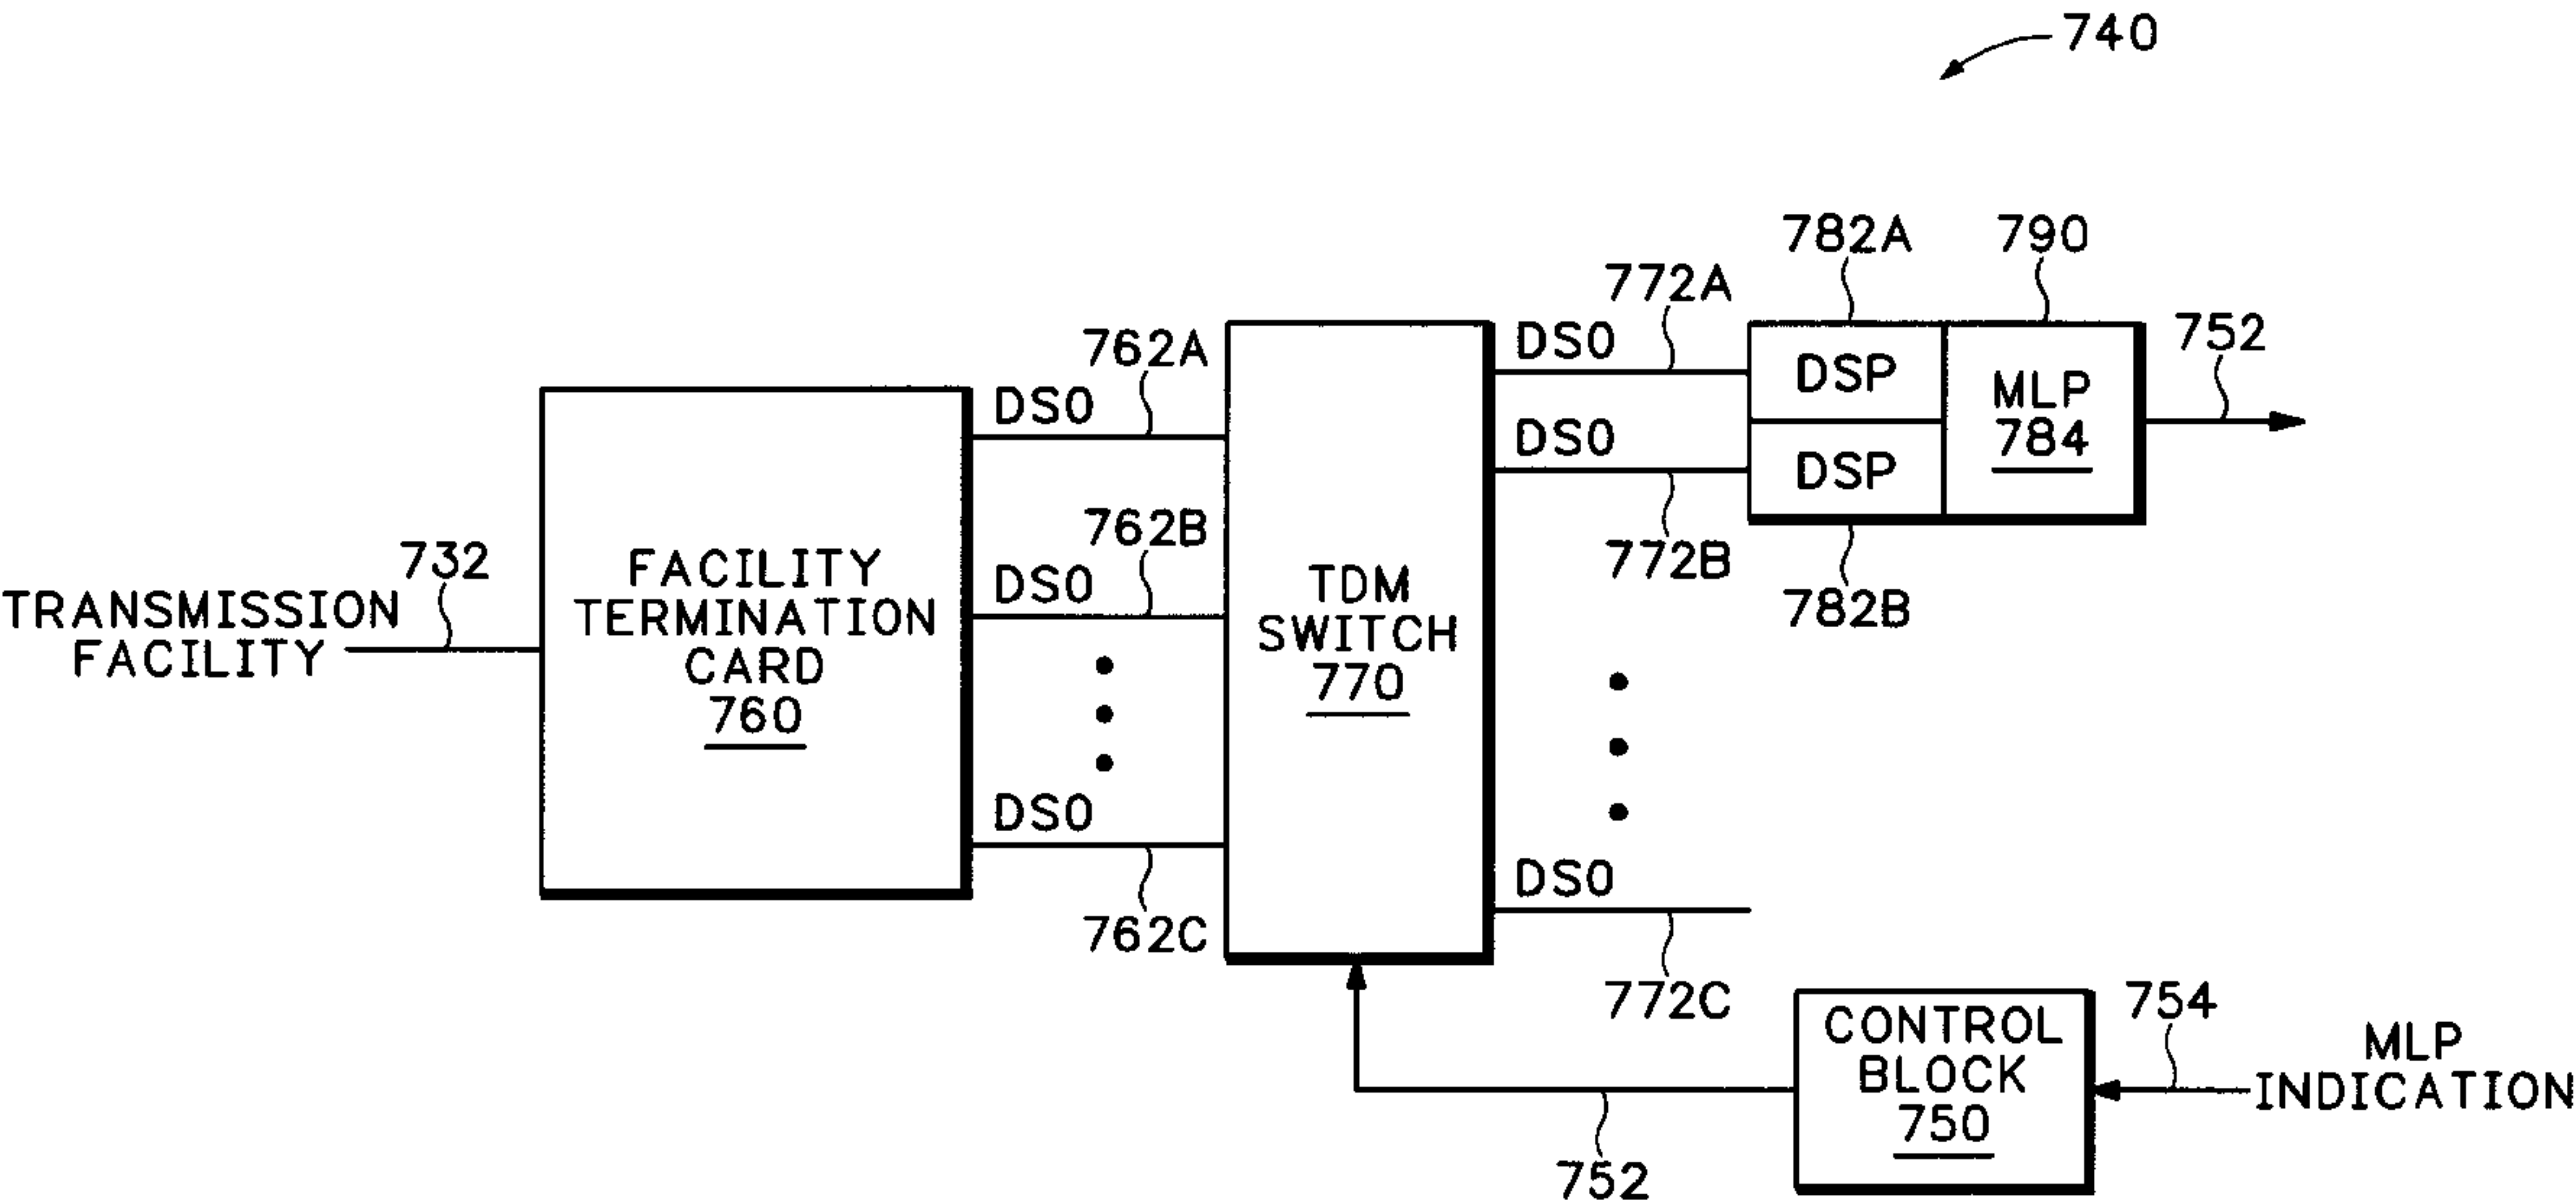 740
782A
790
772A
752
762A
DS0
DSP
MLP
784
DS0
DS0
DSP
762B
772B
782B
732
FACILITY
TERMINATION
CARD
760
DS0
TDM
SWITCH
770
TRANSMISSION
FACILITY
DS0
DS0
762C
772C
CONTROL
BLOCK
750
754
MLP
INDICATION
752